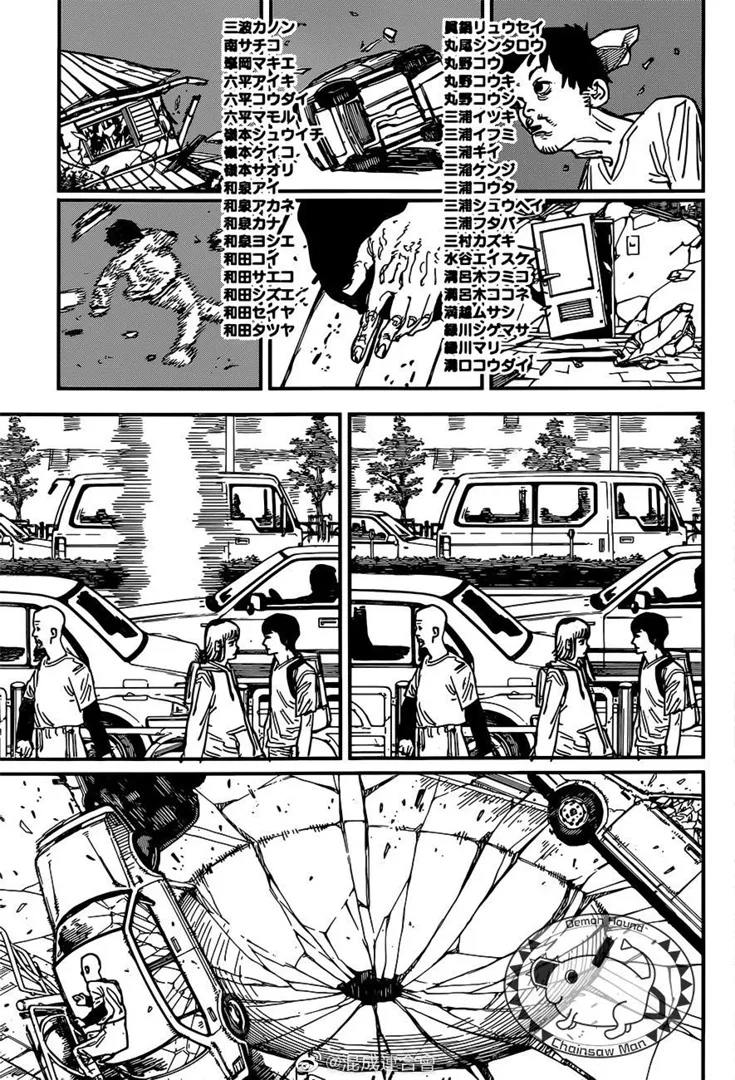 眞鍋リュウセイ
丸尾シンタロウ
丸野コウ
丸野コウキ
丸野コウジ
三浦イツキ
三浦イフミ
三浦キイ
三浦ケンジ
三浦コウタ
三浦シュウヘイ
三浦フタバ
三村カズキ
水谷エイスケ
溝呂木フミコ
溝呂木ココネ
満越ムサシ
緑川シゲマサ
緑川マリー
溝口コウダイ
三波カノン
南サチコ
峯岡マキエ
六平アイキ
六平コウダイ
六平マモル
嶺本シュウイチ
嶺本ケイコ
嶺本サオリ
和泉アイ
和泉アカネ
和泉カナ
和泉ヨシエ
和田コイ
和田サエコ
和田シズエ
和田セイヤ
和田タツヤ
Demon Hound
Chainsaw Man
@混成連合會